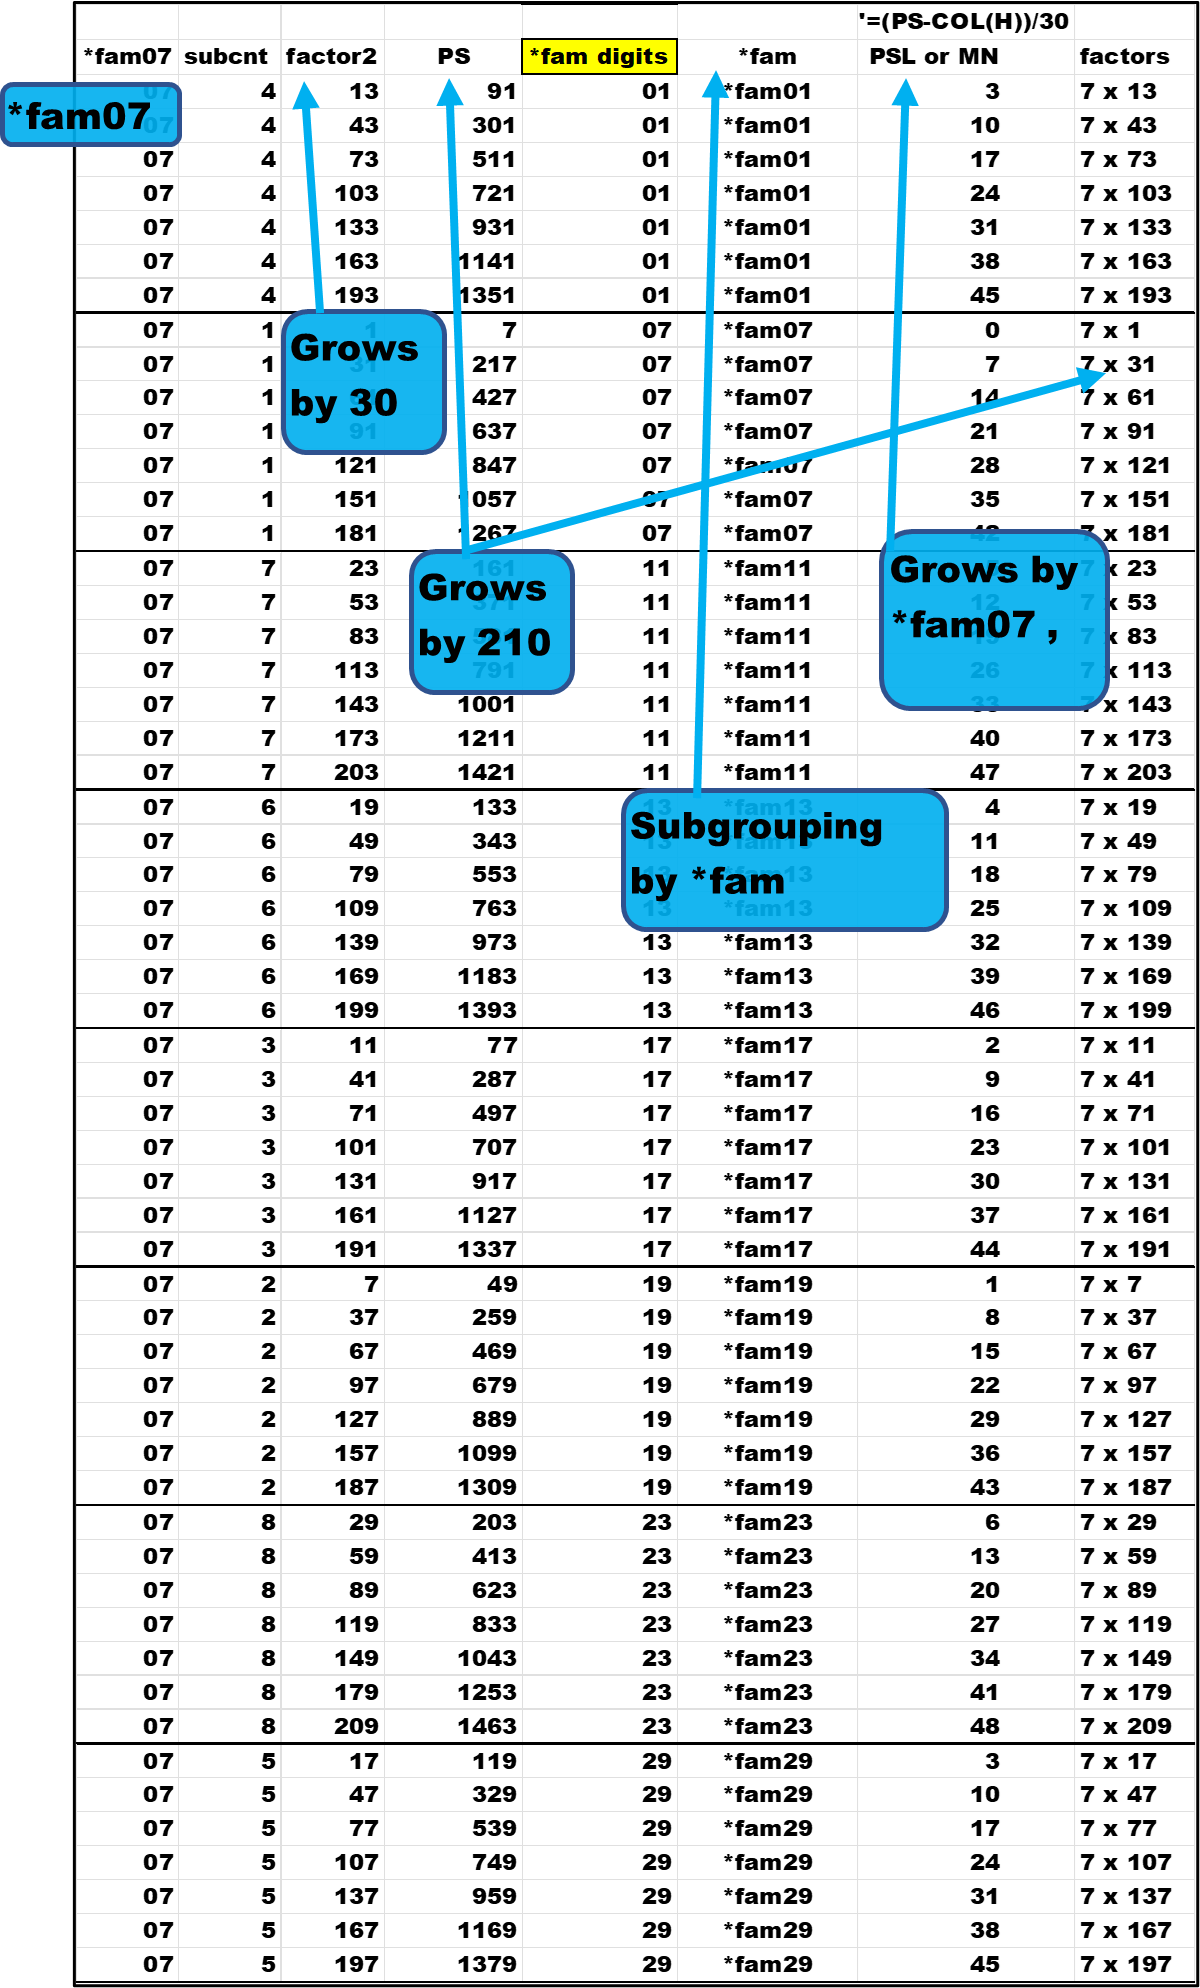 '=(PS-COL(H))/30
*fam07 subcnt factor2 PS *fam digits *fam PSL or MN factors
07 4 13 91 01 *fam01 3 7 x 13
07 4 43 301 01 *fam01 10 7 x 43
07 4 73 511 01 *fam01 17 7 x 73
07 4 103 721 01 *fam01 24 7 x 103
07 4 133 931 01 *fam01 31 7 x 133
07 4 163 1141 01 *fam01 38 7 x 163
07 4 193 1351 01 *fam01 45 7 x 193
07 1 1 7 07 *fam07 0 7 x 1
07 1 31 217 07 *fam07 7 7 x 31
07 1 427 07 *fam07 14 7 x 61
07 1 91 637 07 *fam07 21 7 x 91
07 1 121 847 07 *fam07 28 7 x 121
07 1 151 1057 07 *fam07 35 7 x 151
07 1 181 1267 07 *fam07 42 7 x 181
07 7 23 161 11 *fam11 7 x 23
07 7 53 371 11 *fam11 12 7 x 53
07 7 83 11 *fam11 19 7 x 83
07 7 113 791 11 *fam11 26 7 x 113
07 7 143 1001 11 *fam11 33 7 x 143
07 7 173 1211 11 *fam11 40 7 x 173
07 7 203 1421 11 *fam11 47 7 x 203
07 6 19 133 13 *fam13 4 7 x 19
07 6 49 343 13 *fam13 11 7 x 49
07 6 79 553 13 *fam13 18 7 x 79
07 6 109 763 13 *fam13 25 7 x 109
07 6 139 973 13 *fam13 32 7 x 139
07 6 169 1183 13 *fam13 39 7 x 169
07 6 199 1393 13 *fam13 46 7 x 199
07 3 11 77 17 *fam17 2 7 x 11
07 3 41 287 17 *fam17 9 7 x 41
07 3 71 497 17 *fam17 16 7 x 71
07 3 101 707 17 *fam17 23 7 x 101
07 3 131 917 17 *fam17 30 7 x 131
07 3 161 1127 17 *fam17 37 7 x 161
07 3 191 1337 17 *fam17 44 7 x 191
07 2 7 49 19 *fam19 1 7 x 7
07 2 37 259 19 *fam19 8 7 x 37
07 2 67 469 19 *fam19 15 7 x 67
07 2 97 679 19 *fam19 22 7 x 97
07 2 127 889 19 *fam19 29 7 x 127
07 2 157 1099 19 *fam19 36 7 x 157
07 2 187 1309 19 *fam19 43 7 x 187
07 8 29 203 23 *fam23 6 7 x 29
07 8 59 413 23 *fam23 13 7 x 59
07 8 89 623 23 *fam23 20 7 x 89
07 8 119 833 23 *fam23 27 7 x 119
07 8 149 1043 23 *fam23 34 7 x 149
07 8 179 1253 23 *fam23 41 7 x 179
07 8 209 1463 23 *fam23 48 7 x 209
07 5 17 119 29 *fam29 3 7 x 17
07 5 47 329 29 *fam29 10 7 x 47
07 5 77 539 29 *fam29 17 7 x 77
07 5 107 749 29 *fam29 24 7 x 107
07 5 137 959 29 *fam29 31 7 x 137
07 5 167 1169 29 *fam29 38 7 x 167
07 5 197 1379 29 *fam29 45 7 x 197
*fam07
Grows
by 30
Grows
by 210
Grows by
*fam07 ,
Subgrouping
by *fam